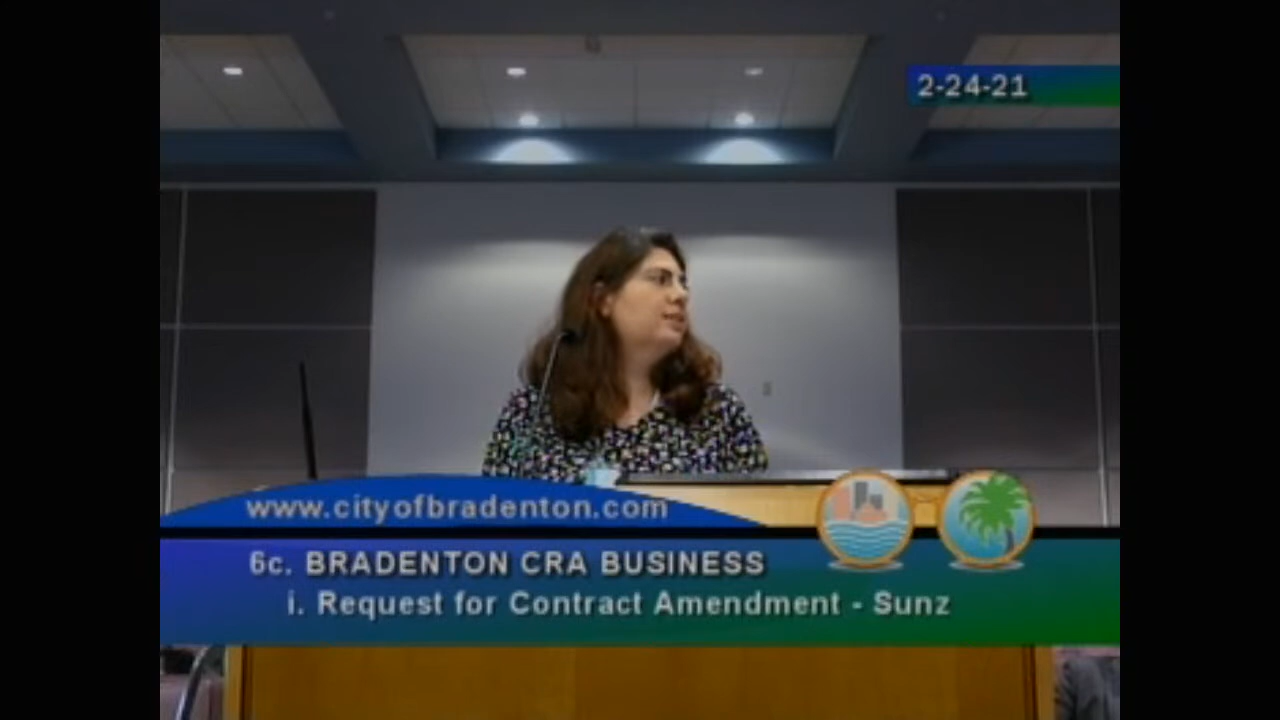 2-24-21
www.cityofbradenton.com
6c. BRADENTON CRA BUSINESS
i. Request for Contract Amendment - Sunz